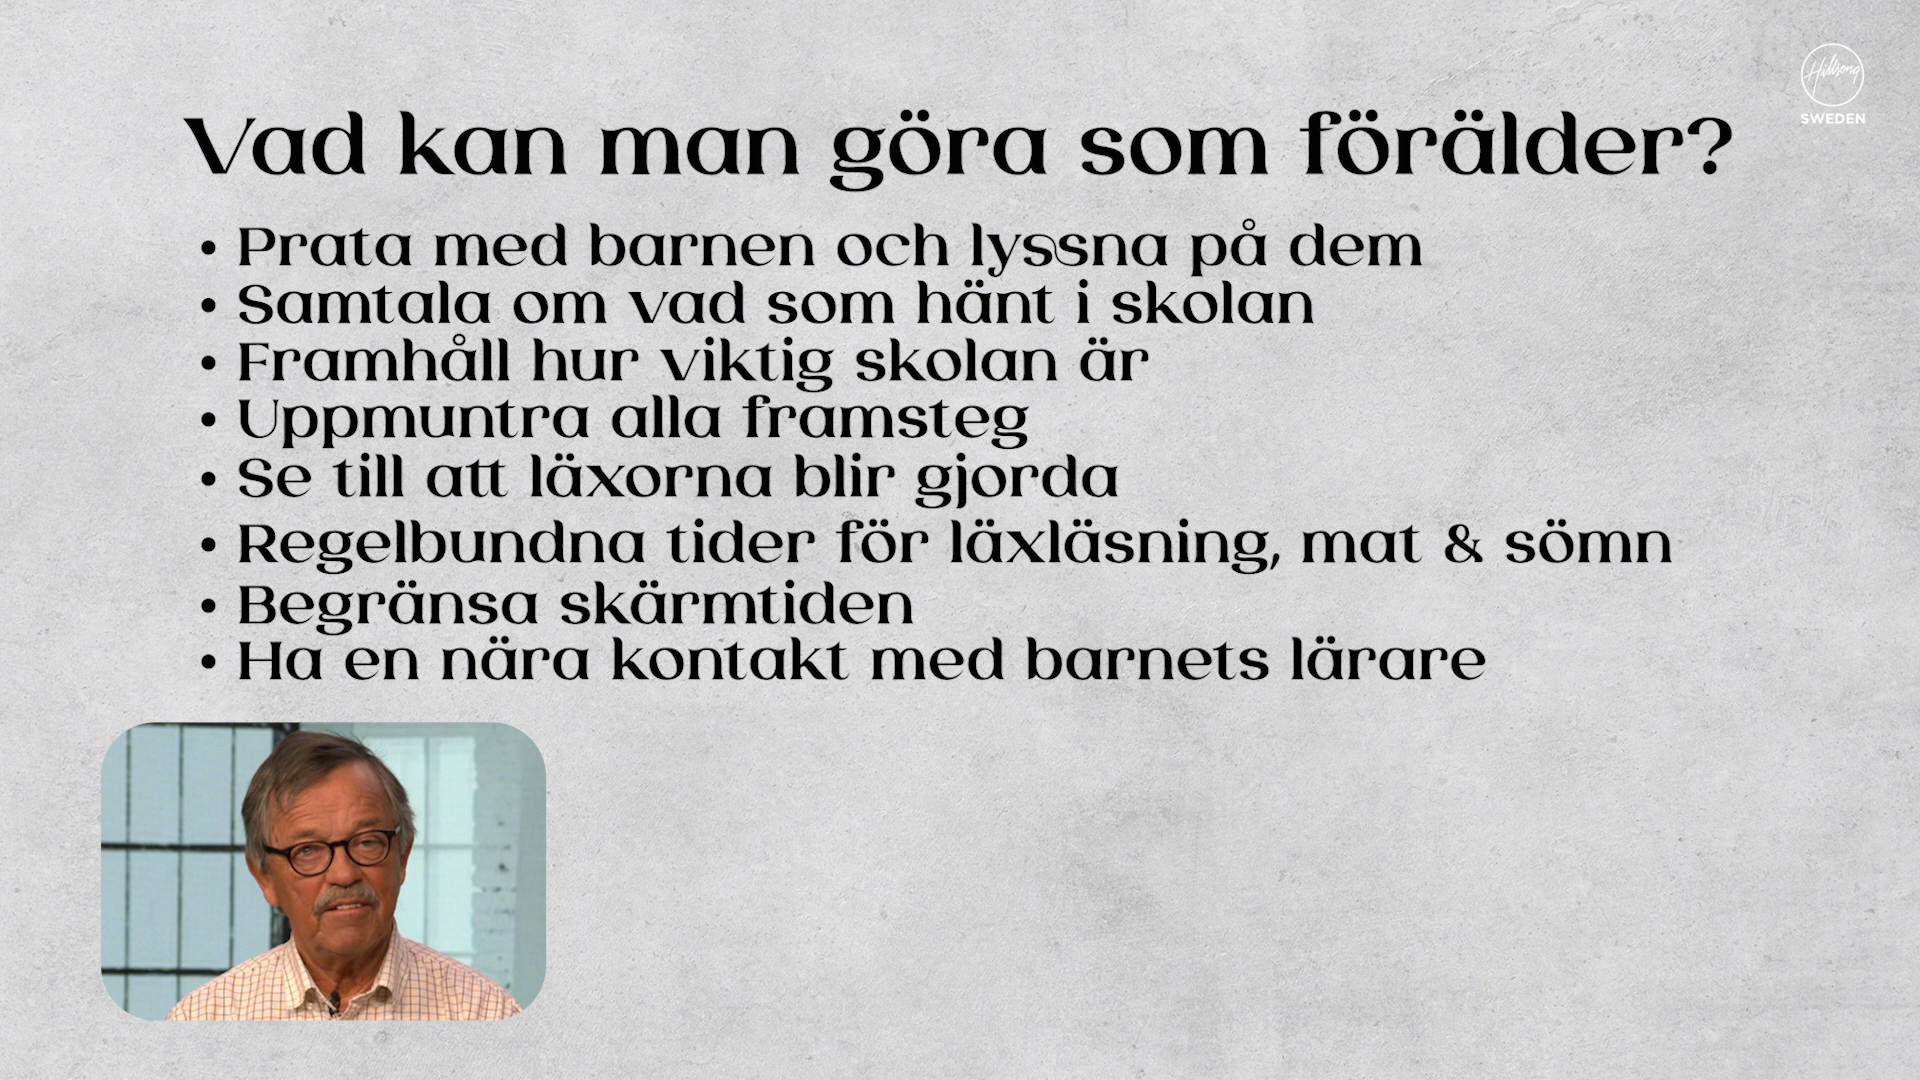 Hillsong
SWEDEN
Vad kan man göra som förälder?
• Prata med barnen och lyssna på dem
• Samtala om vad som hänt i skolan
• Framhåll hur viktig skolan är
• Uppmuntra alla framsteg
• Se till att läxorna blir gjorda
• Regelbundna tider för läxläsning, mat & sömn
• Begränsa skärmtiden
• Ha en nära kontakt med barnets lärare